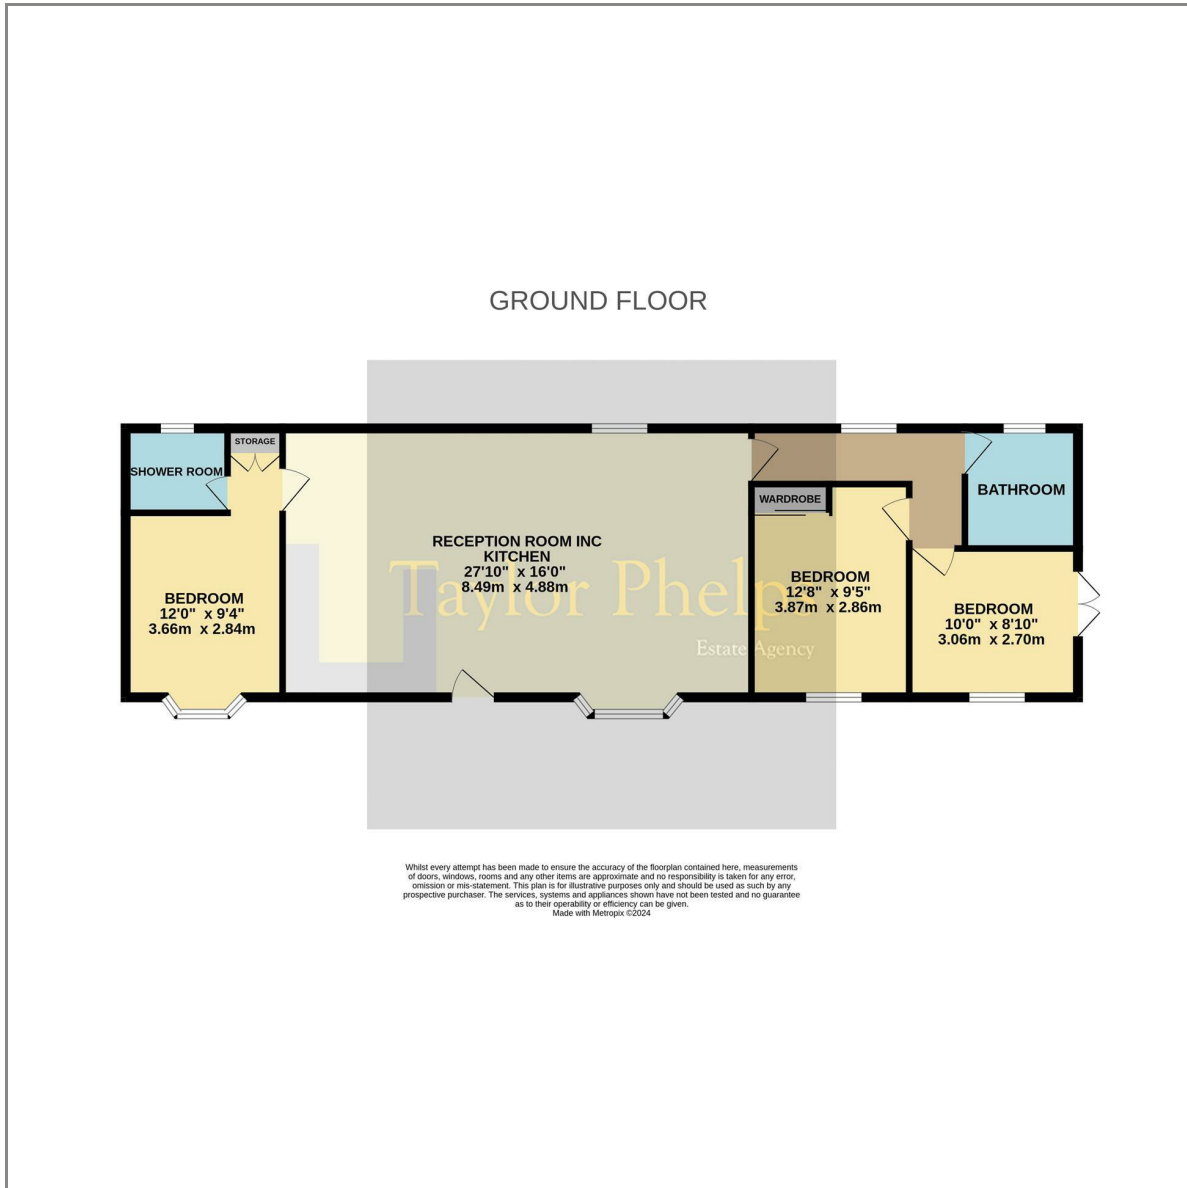 GROUND FLOOR
STORAGE
SHOWER ROOM
BEDROOM
12'0" x 9'4"
3.66m x 2.84m
RECEPTION ROOM INC
KITCHEN
27'10" x 16'0"
8.49m x 4.88m
WARDROBE
BEDROOM
12'8" x 9'5"
3.87m x 2.86m
BATHROOM
BEDROOM
10'0" x 8'10"
3.06m x 2.70m
Taylor Phelps
Estate Agency
Whilst every attempt has been made to ensure the accuracy of the floorplan contained here, measurements
of doors, windows, rooms and any other items are approximate and no responsibility is taken for any error,
omission or mis-statement. This plan is for illustrative purposes only and should be used as such by any
prospective purchaser. The services, systems and appliances shown have not been tested and no guarantee
as to their operability or efficiency can be given.
Made with Metropix ©2024